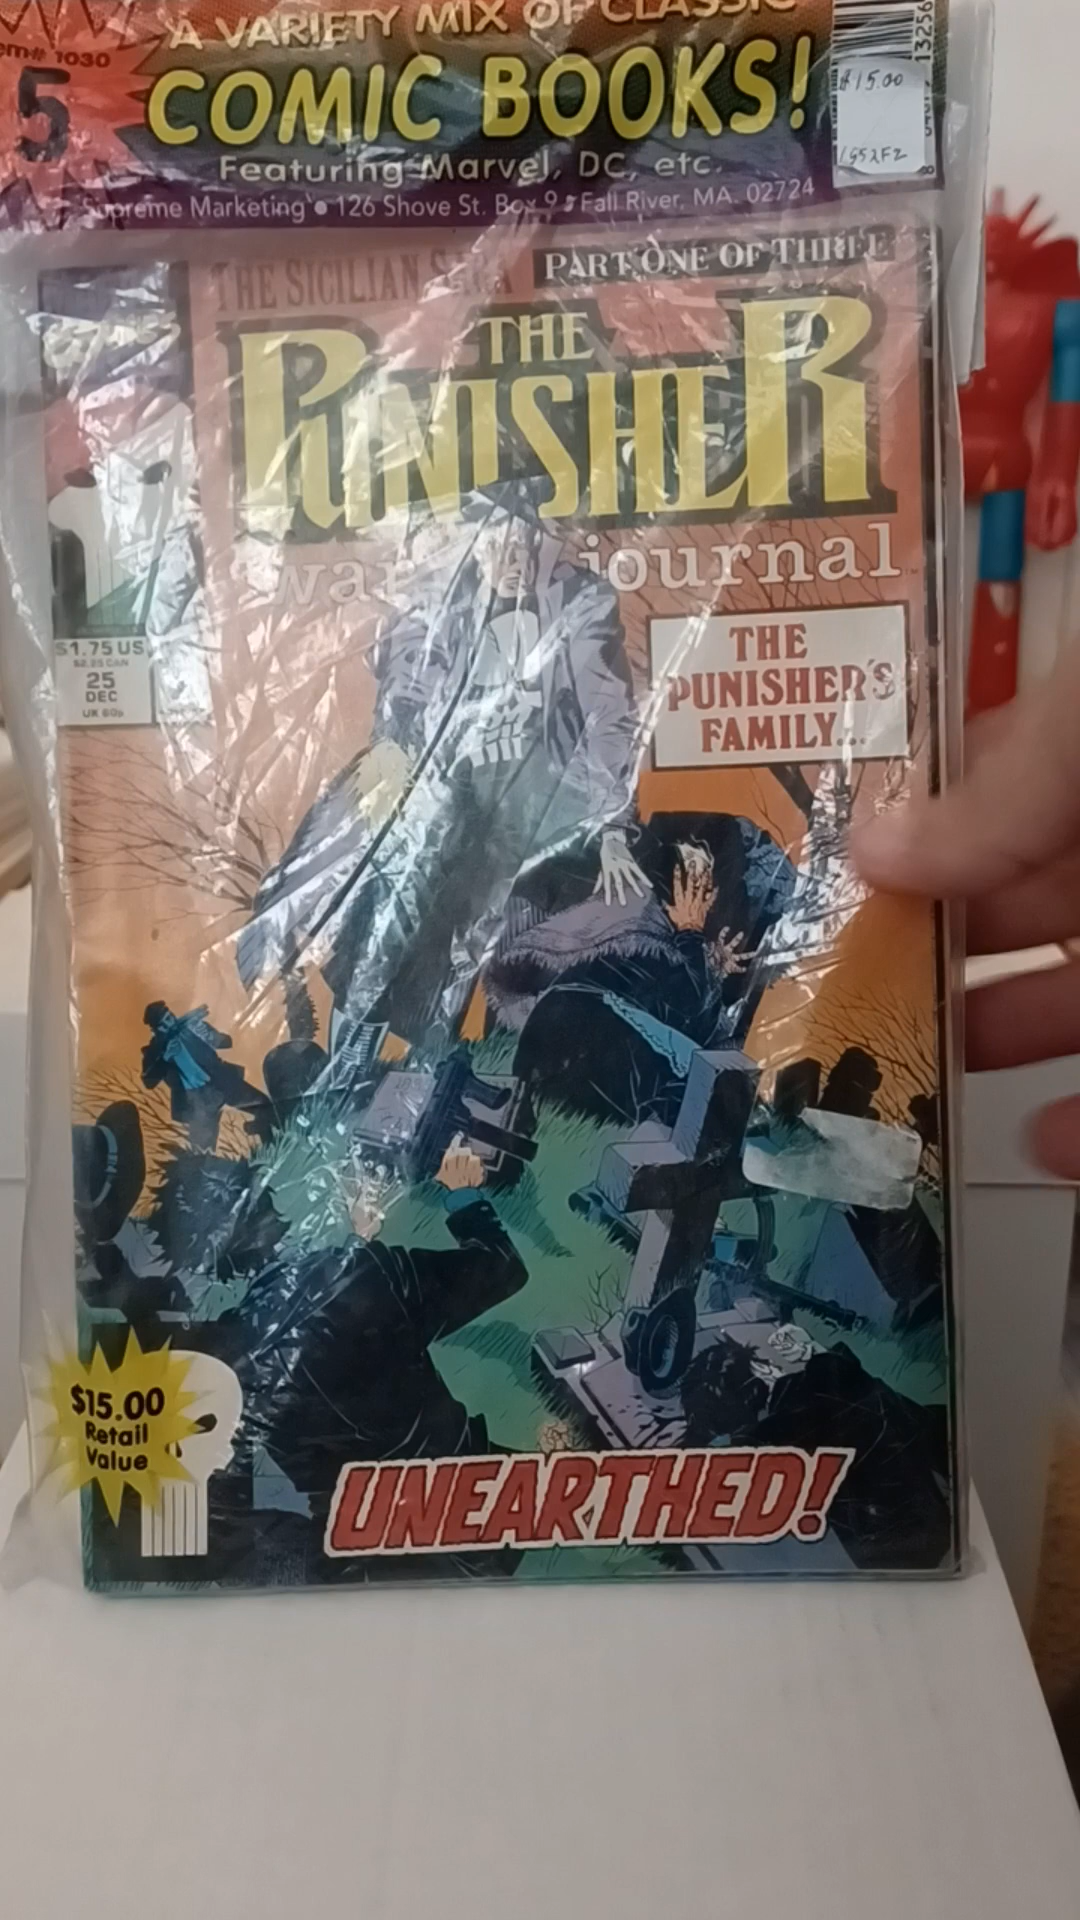 A VARIETY MIX OF CLASSIC
em# 1030
5
COMIC BOOKS!
Featuring Marvel, DC, etc.
Supreme Marketing • 126 Shove St. Box 9 • Fall River, MA. 02724
$15.00
13256
THE SICILIAN SAGA
PART ONE OF THREE
THE
PUNISHER
war journal
$1.75 US
$2.25 CAN
25
DEC
UK 60p
THE
PUNISHER'S
FAMILY...
$15.00
Retail
Value
UNEARTHED!